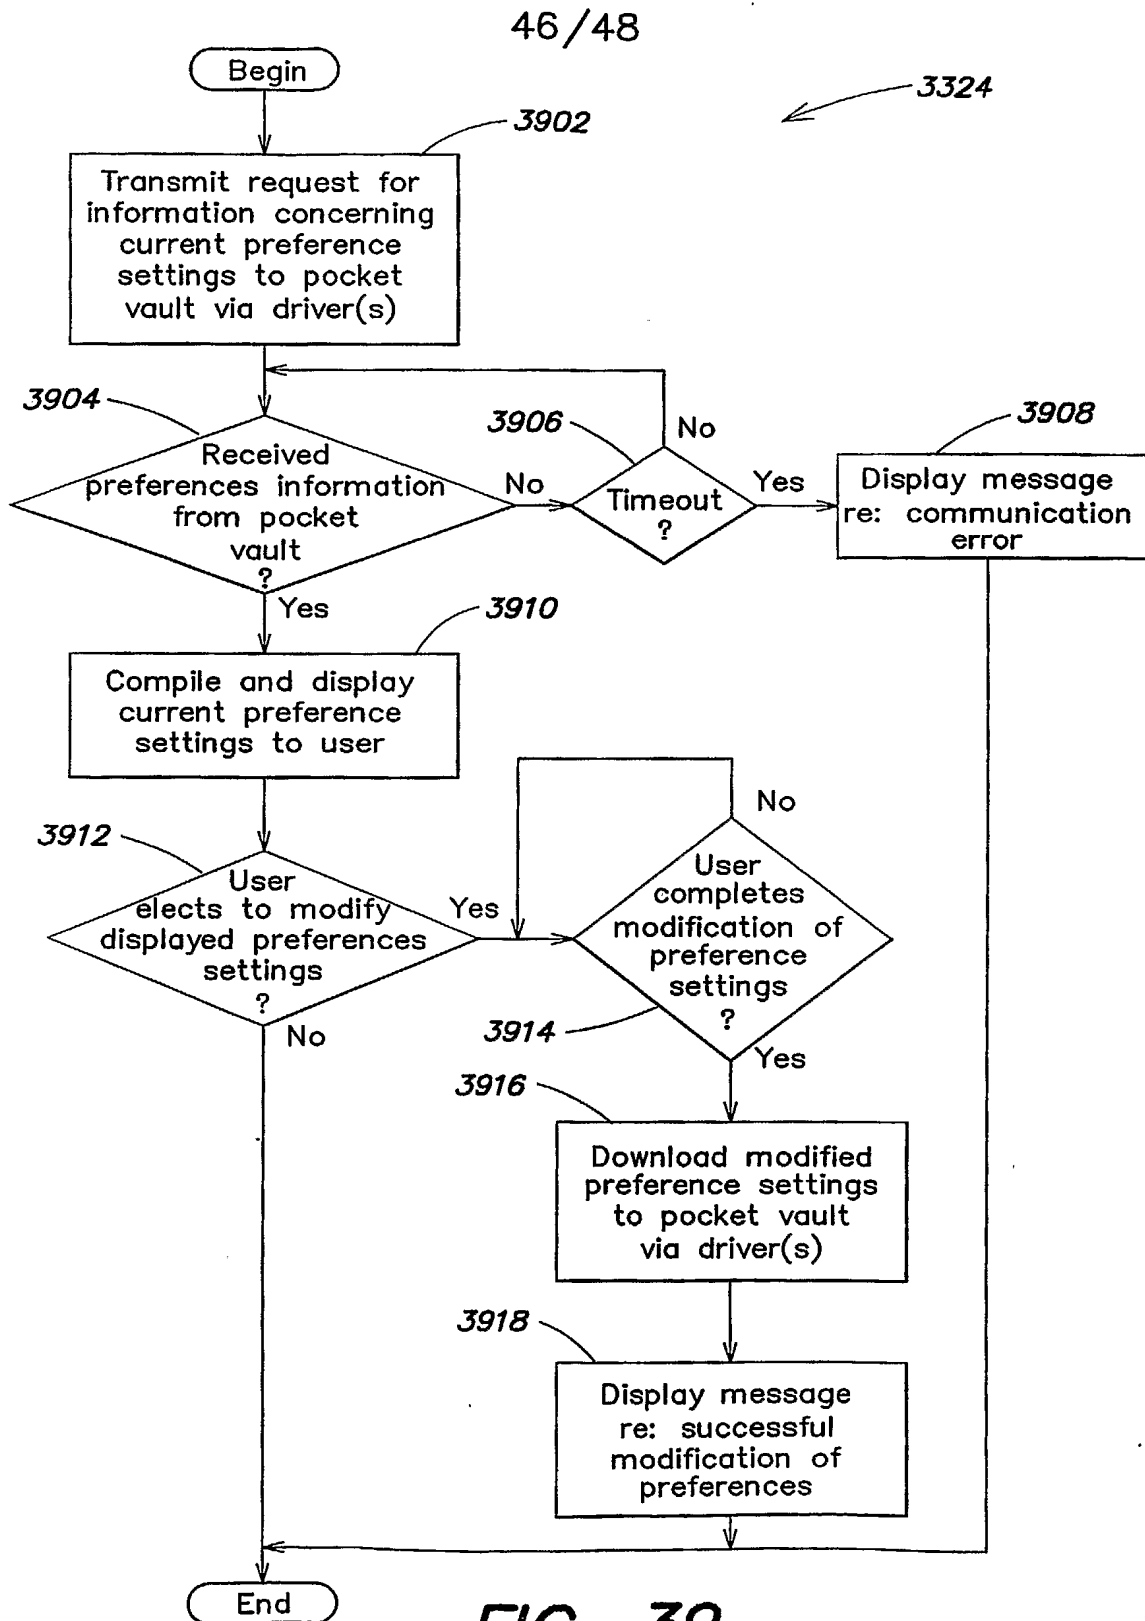 46/48
Begin
3324
3902
Transmit request for
information concerning
current preference
settings to pocket
vault via driver(s)
3904
Received
preferences information
from pocket
vault
?
No
Yes
3906
No
Timeout
?
Yes
3908
Display message
re: communication
error
3910
Compile and display
current preference
settings to user
3912
User
elects to modify
displayed preferences
settings
?
Yes
No
No
User
completes
modification of
preference
settings
?
3914
Yes
3916
Download modified
preference settings
to pocket vault
via driver(s)
3918
Display message
re: successful
modification of
preferences
End
FIG. 39